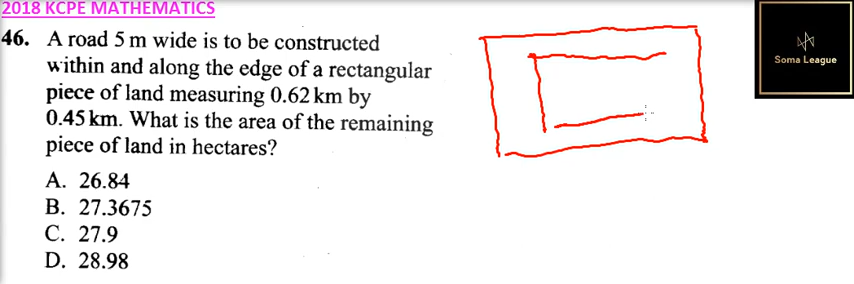 2018 KCPE MATHEMATICS
46. A road 5 m wide is to be constructed
within and along the edge of a rectangular
piece of land measuring 0.62 km by
0.45 km. What is the area of the remaining
piece of land in hectares?
A. 26.84
B. 27.3675
C. 27.9
D. 28.98
Soma League